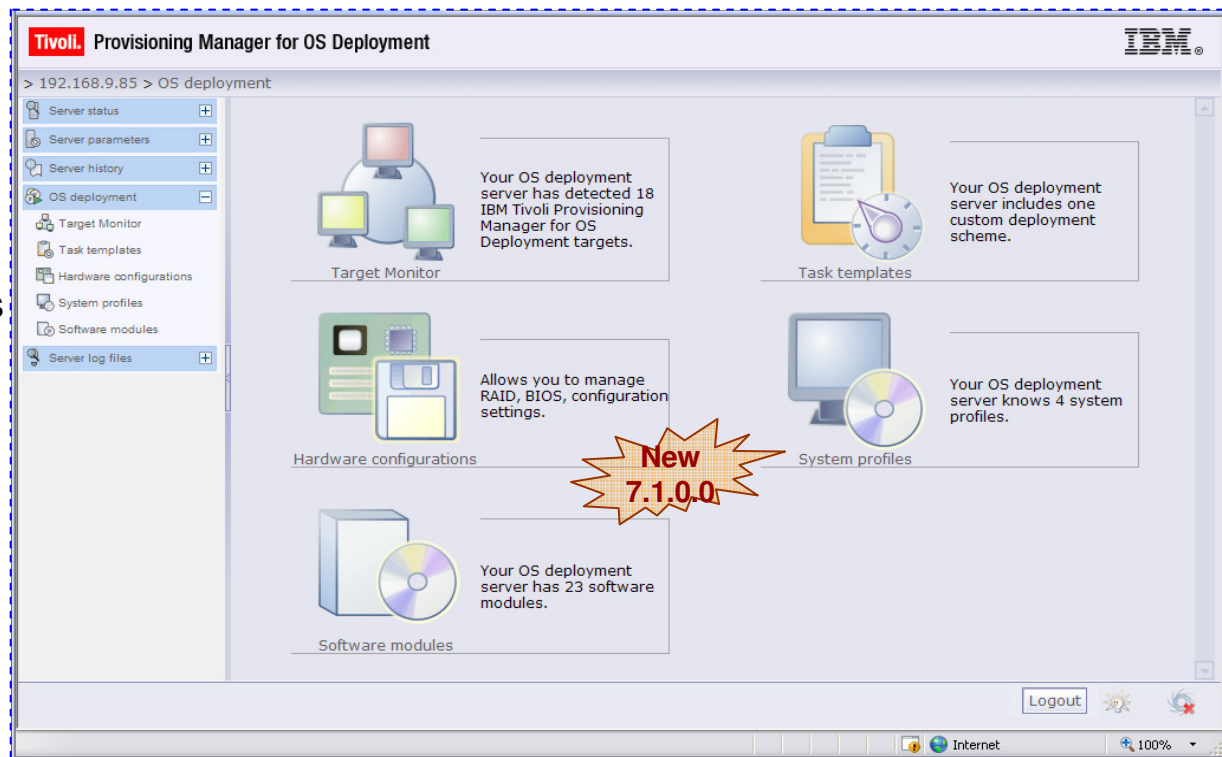 Tivoli. Provisioning Manager for OS Deployment
IBM®
> 192.168.9.85 > OS deployment
Server status
Server parameters
Server history
OS deployment
Target Monitor
Task templates
Hardware configurations
System profiles
Software modules
Server log files
s
Your OS deployment
server has detected 18
IBM Tivoli Provisioning
Manager for OS
Deployment targets.
Target Monitor
Your OS deployment
server includes one
custom deployment
scheme.
Task templates
Allows you to manage
RAID, BIOS, configuration
settings.
Hardware configurations
Your OS deployment
server knows 4 system
profiles.
System profiles
New
7.1.0.0
Your OS deployment
server has 23 software
modules.
Software modules
Logout
Internet
100%